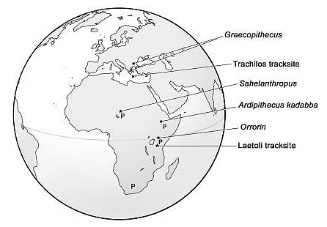 Graecopithecus
Trachilos tracksite
Sahelanthropus
P
Ardipithecus kadabba
P
Orrorin
P
Laetoli tracksite
P